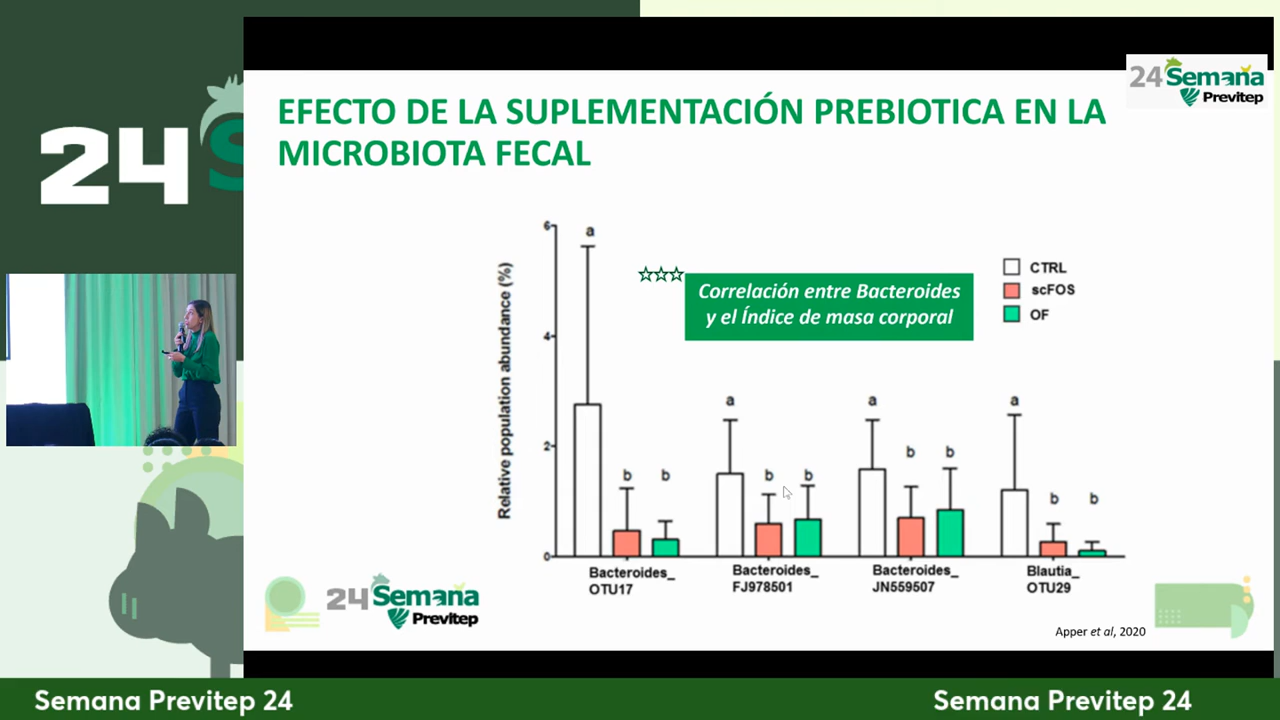 24S
24 Semana
Previtep
EFECTO DE LA SUPLEMENTACIÓN PREBIOTICA EN LA
MICROBIOTA FECAL
Relative population abundance (%)
6
4
2
0
a
b
b
a
b
b
a
b
b
a
b
b
☆☆☆
Correlación entre Bacteroides
y el Índice de masa corporal
CTRL
scFOS
OF
Bacteroides_
OTU17
Bacteroides_
FJ978501
Bacteroides_
JN559507
Blautia_
OTU29
24 Semana
Previtep
Apper et al, 2020
Semana Previtep 24
Semana Previtep 24